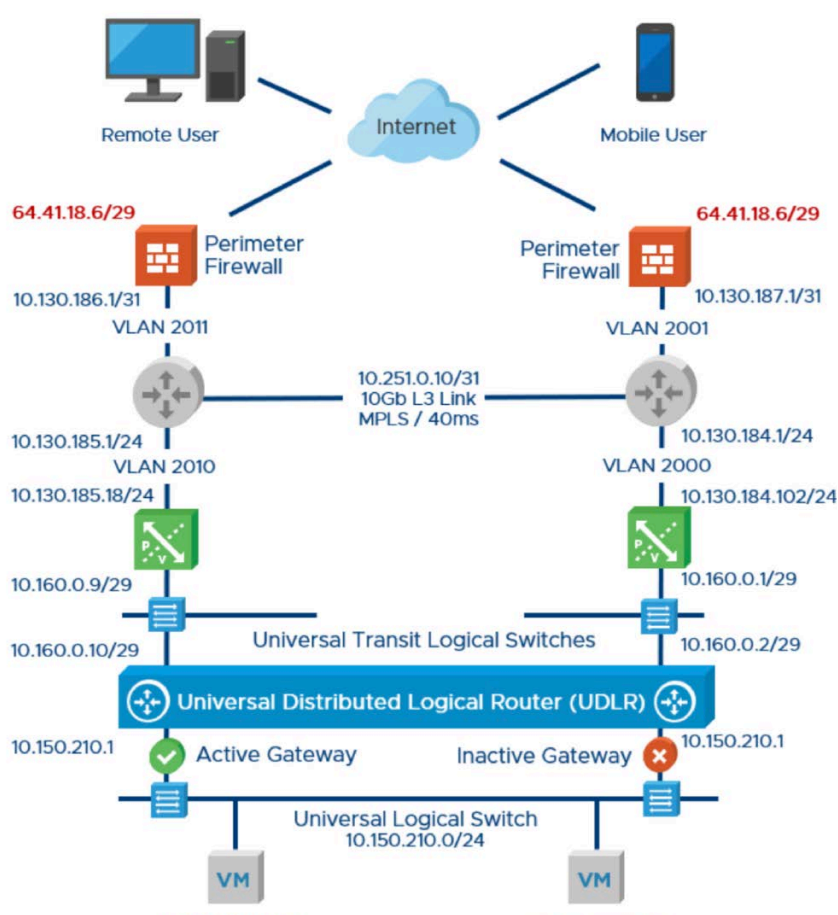 Remote User
Internet
Mobile User
64.41.18.6/29
64.41.18.6/29
Perimeter
Firewall
Perimeter
Firewall
10.130.186.1/31
10.130.187.1/31
VLAN 2011
VLAN 2001
10.251.0.10/31
10Gb L3 Link
MPLS / 40ms
10.130.185.1/24
10.130.184.1/24
VLAN 2010
VLAN 2000
10.130.185.18/24
10.130.184.102/24
P
V
P
V
10.160.0.9/29
10.160.0.1/29
Universal Transit Logical Switches
10.160.0.10/29
10.160.0.2/29
Universal Distributed Logical Router (UDLR)
10.150.210.1
10.150.210.1
Active Gateway
Inactive Gateway
Universal Logical Switch
10.150.210.0/24
VM
VM